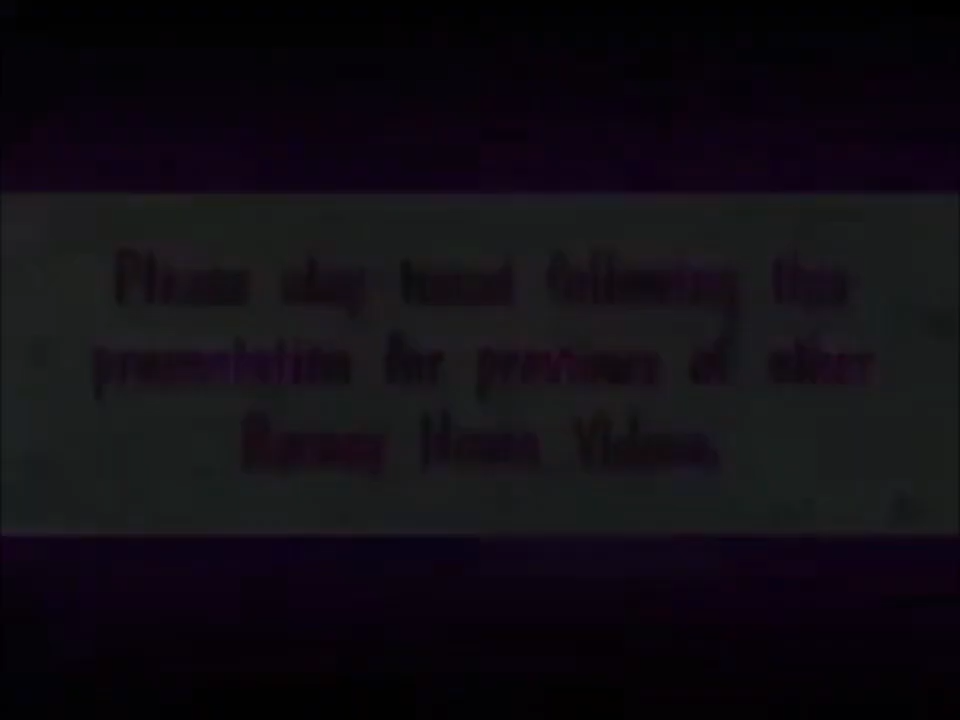 Please stay tuned following this
presentation for previews of other
Barney Home Videos.